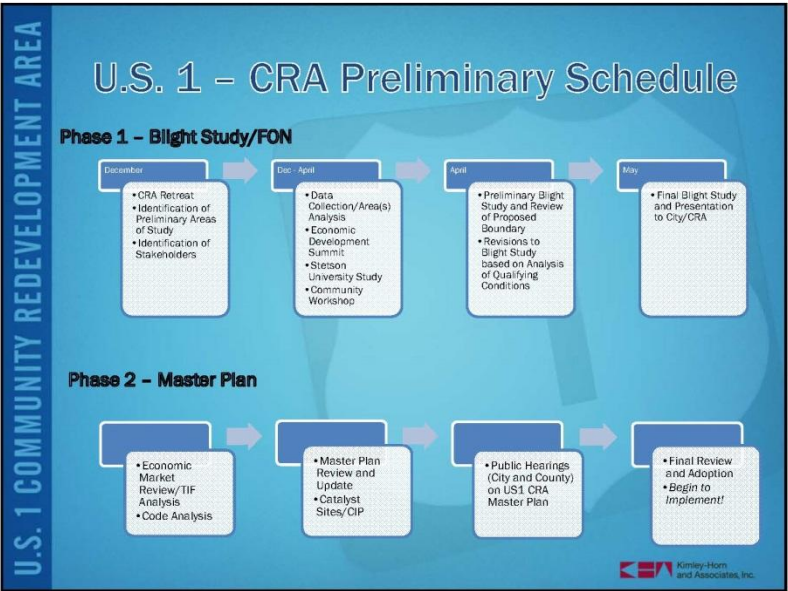 U.S. 1 COMMUNITY REDEVELOPMENT AREA
U.S. 1 – CRA Preliminary Schedule
Phase 1 – Blight Study/FON
December
• CRA Retreat
• Identification of
Preliminary Areas
of Study
• Identification of
Stakeholders
Dec - April
• Data
Collection/Area(s)
Analysis
• Economic
Development
Summit
• Stetson
University Study
• Community
Workshop
April
• Preliminary Blight
Study and Review
of Proposed
Boundary
• Revisions to
Blight Study
based on Analysis
of Qualifying
Conditions
May
• Final Blight Study
and Presentation
to City/CRA
Phase 2 – Master Plan
• Economic
Market
Review/TIF
Analysis
• Code Analysis
• Master Plan
Review and
Update
• Catalyst
Sites/CIP
• Public Hearings
(City and County)
on US1 CRA
Master Plan
• Final Review
and Adoption
• Begin to
Implement!
Kimley-Horn
and Associates, Inc.